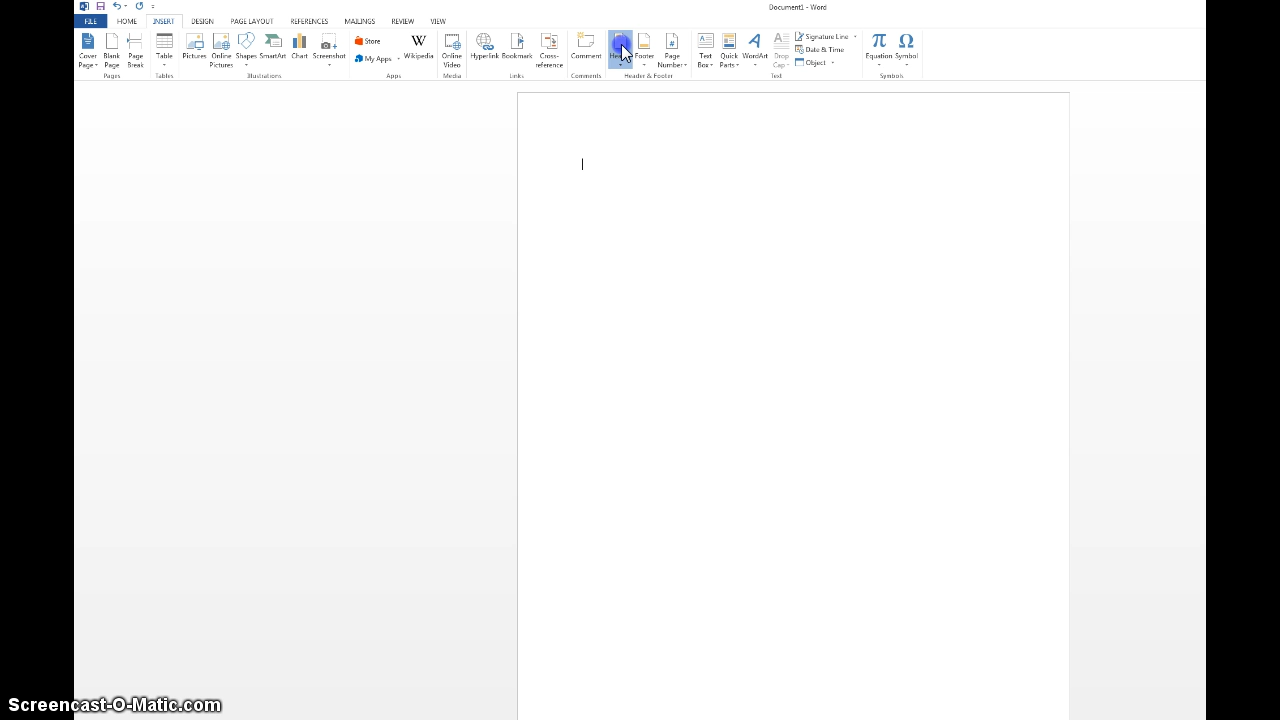 Document1 - Word
FILE HOME INSERT DESIGN PAGE LAYOUT REFERENCES MAILINGS REVIEW VIEW
Cover Page Blank Page Page Break Table Pictures Online Pictures Shapes SmartArt Chart Screenshot Store My Apps Wikipedia Online Video Hyperlink Bookmark Cross-reference Comment Footer Page Number Text Box Quick Parts WordArt Drop Cap Signature Line Date & Time Object Equation Symbol
Pages Tables Illustrations Apps Media Links Comments Header & Footer Text Symbols
Screencast-O-Matic.com